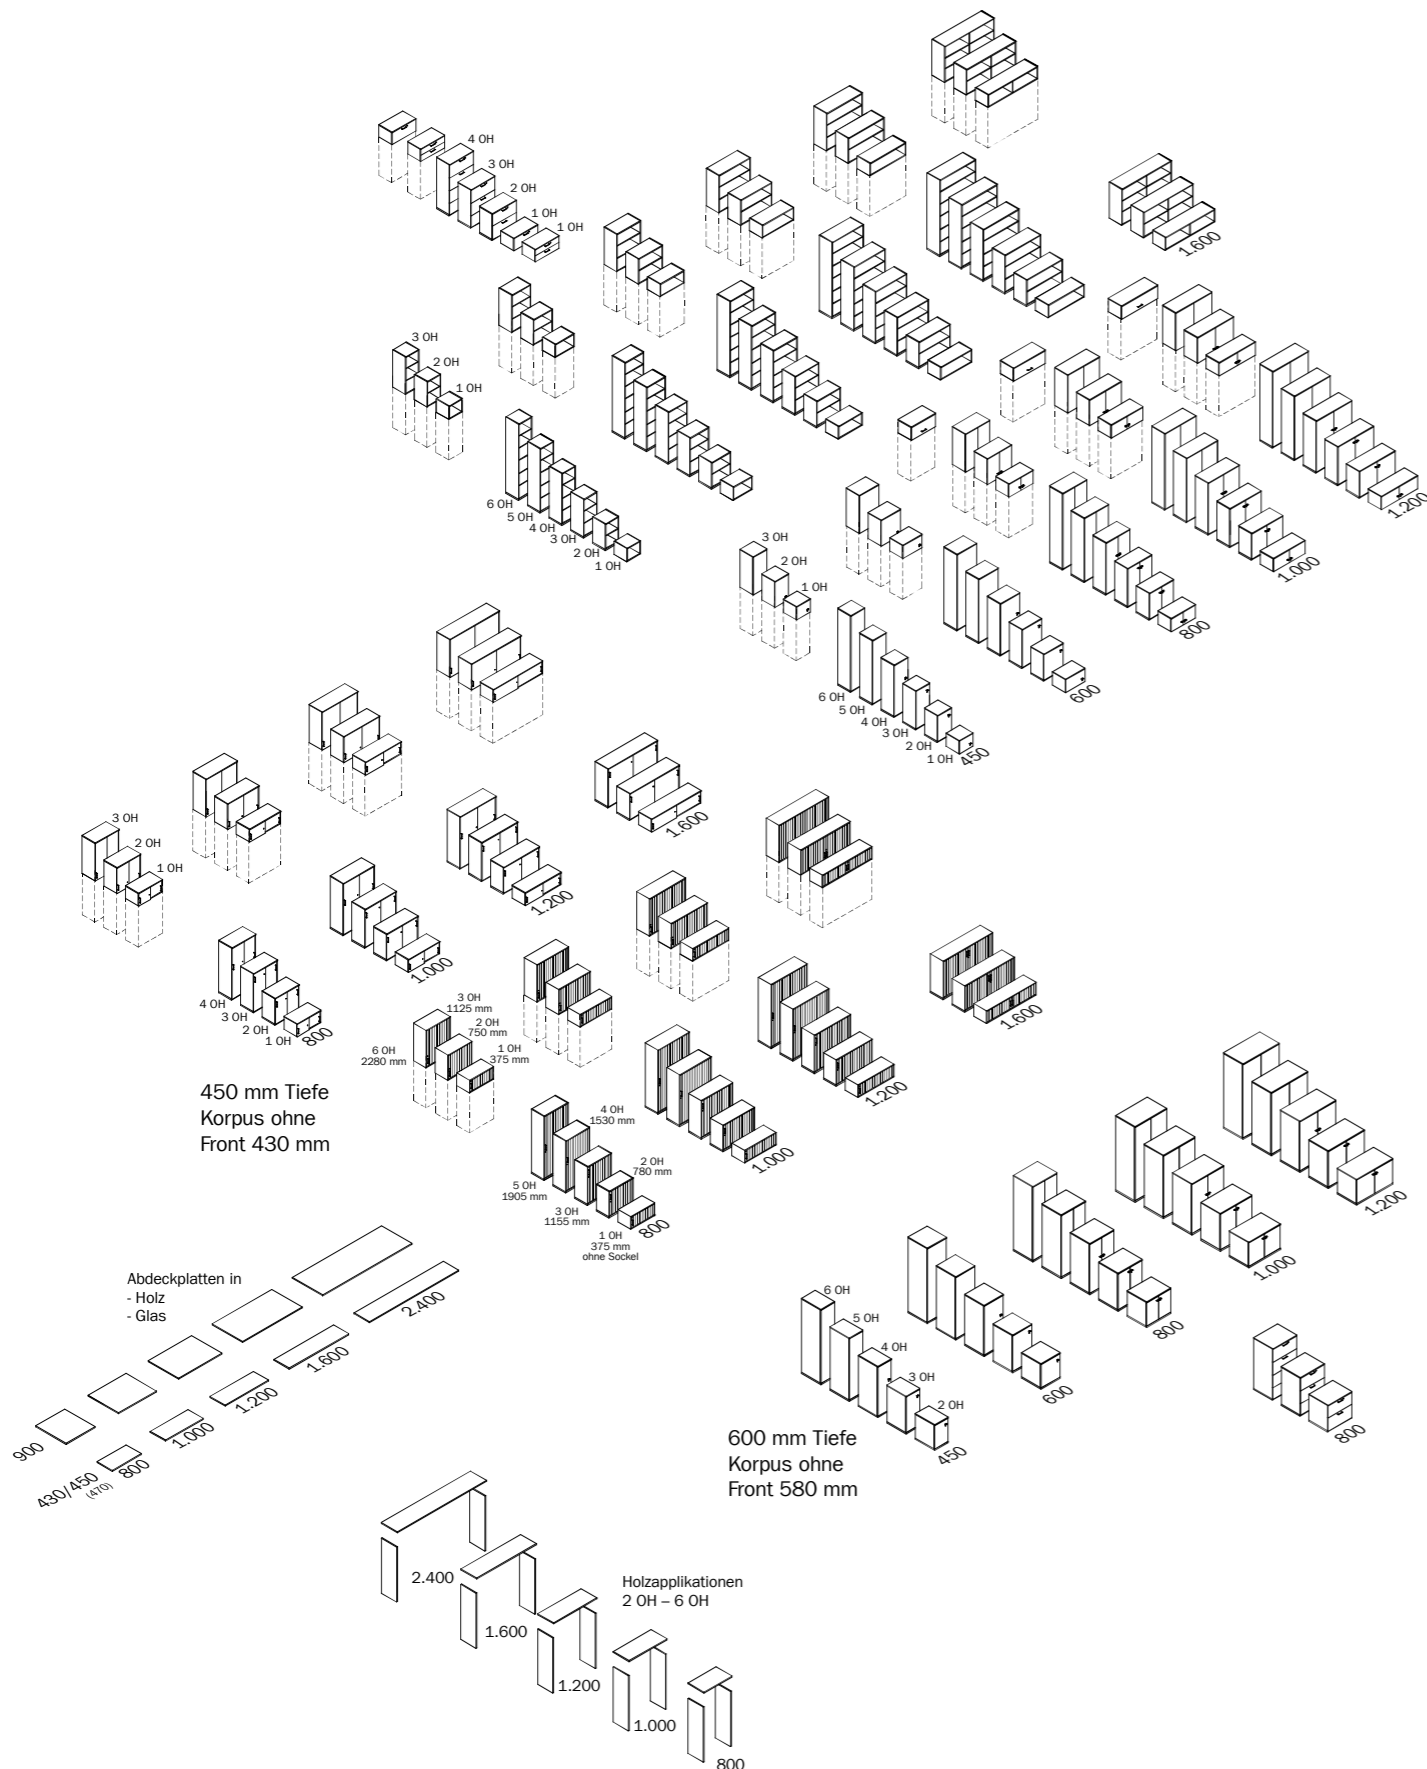 4 OH
3 OH
2 OH
1 OH
1 OH
1.600
3 OH
2 OH
1 OH
6 OH
5 OH
4 OH
3 OH
2 OH
1 OH
1.200
1.000
800
600
450
3 OH
2 OH
1 OH
6 OH
5 OH
4 OH
3 OH
2 OH
1 OH
3 OH
2 OH
1 OH
1.600
1.200
1.000
800
4 OH
3 OH
2 OH
1 OH
3 OH
1125 mm
2 OH
750 mm
1 OH
375 mm
6 OH
2280 mm
1.600
1.200
1.000
800
4 OH
1530 mm
2 OH
780 mm
5 OH
1905 mm
3 OH
1155 mm
1 OH
375 mm
ohne Sockel
450 mm Tiefe
Korpus ohne
Front 430 mm
1.200
1.000
800
600
450
6 OH
5 OH
4 OH
3 OH
2 OH
800
600 mm Tiefe
Korpus ohne
Front 580 mm
Abdeckplatten in
- Holz
- Glas
2.400
1.600
1.200
1.000
800
900
430/450
(470)
2.400
1.600
1.200
1.000
800
Holzapplikationen
2 OH – 6 OH